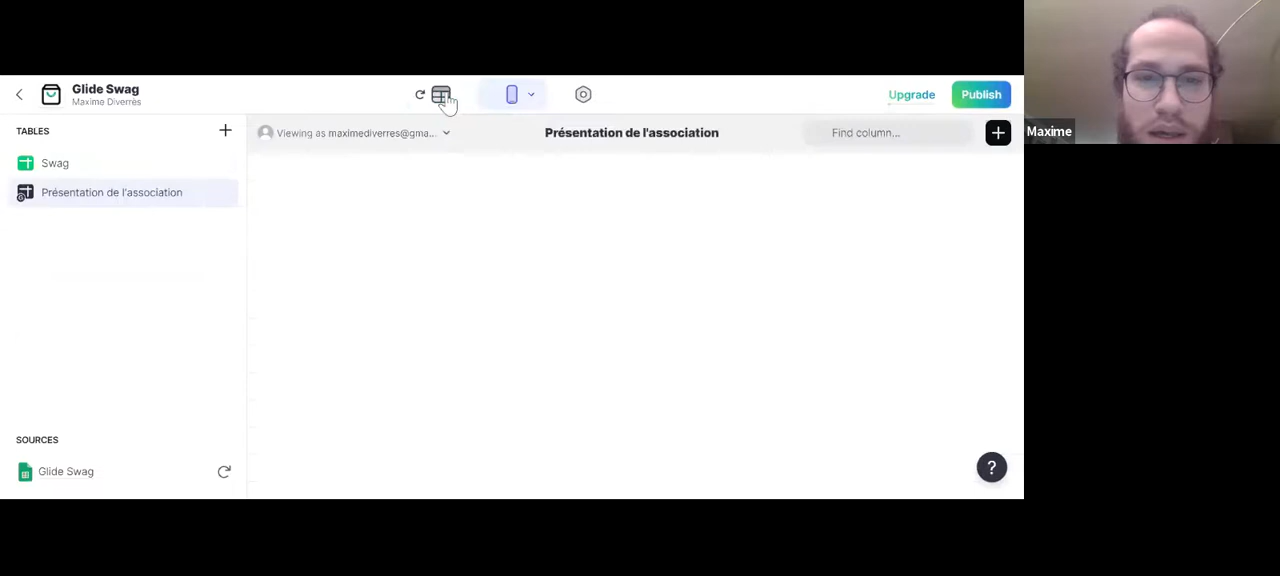 Glide Swag
Maxime Diverrès
Upgrade
Publish
TABLES
Viewing as maximediverres@gma...
Présentation de l'association
Find column...
Maxime
Swag
Présentation de l'association
SOURCES
Glide Swag
?